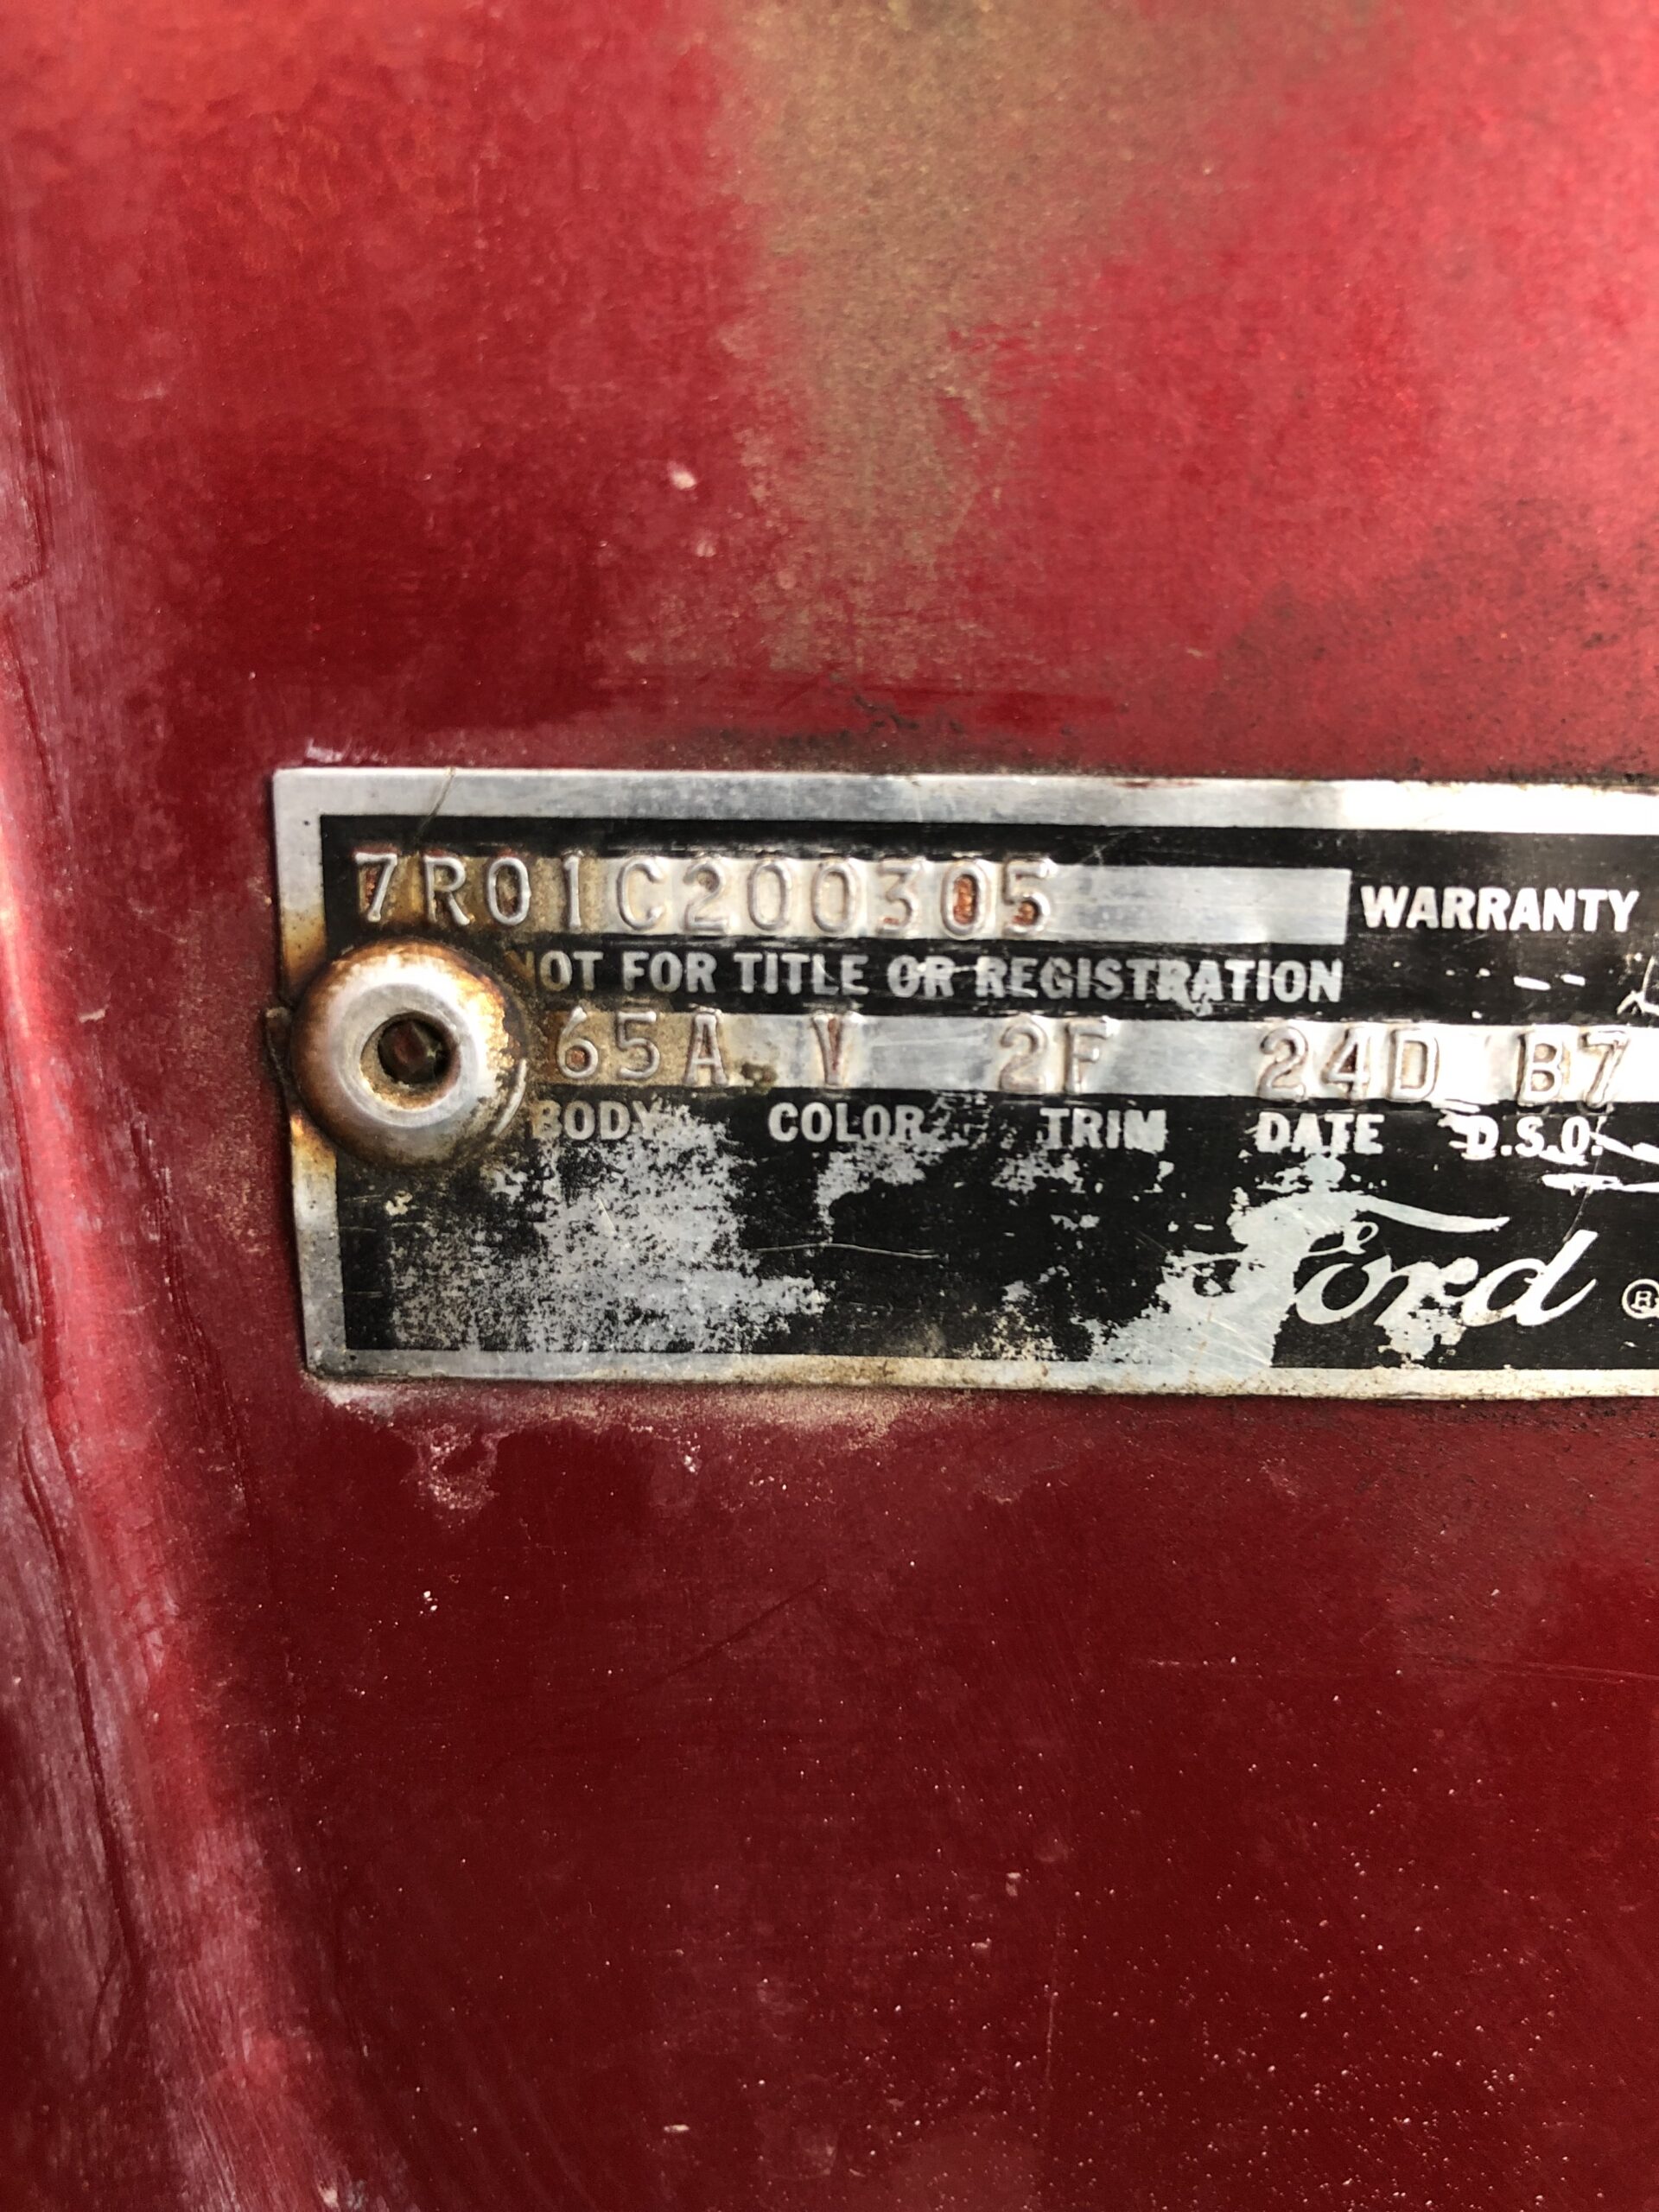 7R01C200305 WARRANTY
NOT FOR TITLE OR REGISTRATION
65A V 2F 24D B7
BODY COLOR TRIM DATE D.S.O.
Ford ®